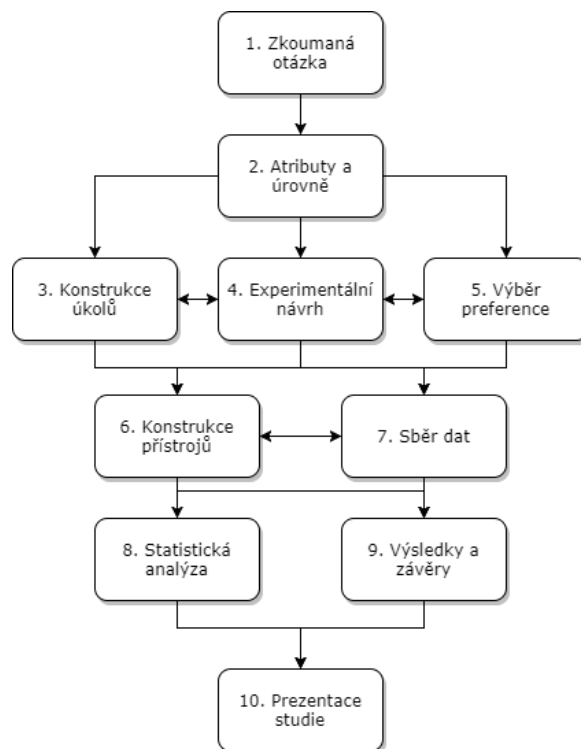 1. Zkoumaná
otázka
2. Atributy a
úrovně
3. Konstrukce
úkolů
4. Experimentální
návrh
5. Výběr
preference
6. Konstrukce
přístrojů
7. Sběr dat
8. Statistická
analýza
9. Výsledky a
závěry
10. Prezentace
studie